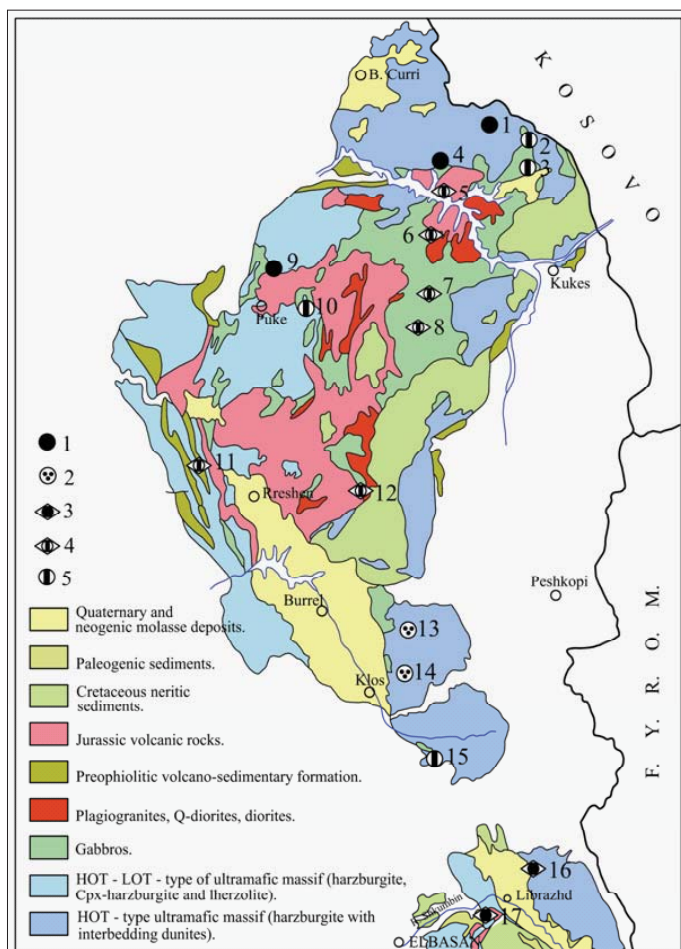 B. Curri
KOSOVO
1
2
3
4
5
6
Kukes
9
7
Puke
10
8
1
11
2
Rreshen
12
3
4
5
Peshkopi
Quaternary and
neogenic molasse deposits.
Burrel
13
Paleogenic sediments.
14
Klos
Cretaceous neritic
sediments.
F. Y. R. O. M.
Jurassic volcanic rocks.
15
Preophiolitic volcano-sedimentary formation.
Plagiogranites, Q-diorites, diorites.
Gabbros.
16
HOT - LOT - type of ultramafic massif (harzburgite,
Cpx-harzburgite and lherzolite).
Librazhd
17
HOT - type ultramafic massif (harzburgite with
interbedding dunites).
ELBASAN